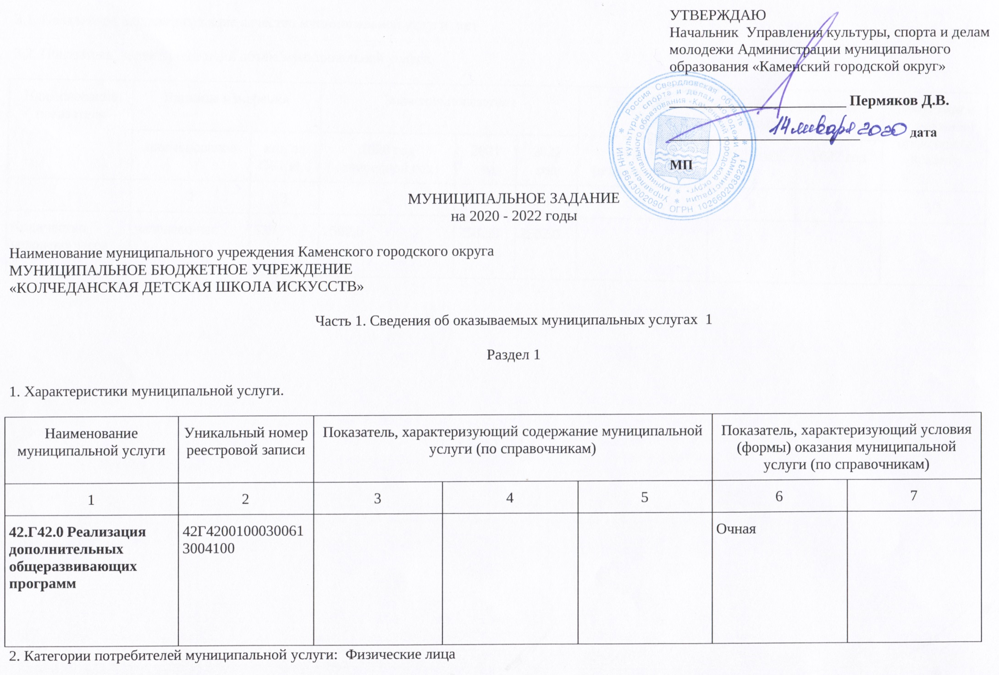 УТВЕРЖДАЮ
Начальник  Управления культуры, спорта и делам
молодежи Администрации муниципального
образования «Каменский городской округ»
Пермяков Д.В.
14 января 2020 дата
МП
Россия Свердловская область
ИНН 6643002090 ОГРН 1026602038231
Управление культуры, спорта и делам молодежи Администрации
муниципального образования «Каменский городской округ»
МУНИЦИПАЛЬНОЕ ЗАДАНИЕ
на 2020 - 2022 годы
Наименование муниципального учреждения Каменского городского округа
МУНИЦИПАЛЬНОЕ БЮДЖЕТНОЕ УЧРЕЖДЕНИЕ
«КОЛЧЕДАНСКАЯ ДЕТСКАЯ ШКОЛА ИСКУССТВ»
Часть 1. Сведения об оказываемых муниципальных услугах  1
Раздел 1
1. Характеристики муниципальной услуги.
Наименование
муниципальной услуги
Уникальный номер
реестровой записи
Показатель, характеризующий содержание муниципальной
услуги (по справочникам)
Показатель, характеризующий условия
(формы) оказания муниципальной
услуги (по справочникам)
1 2 3 4 5 6 7
42.Г42.0 Реализация
дополнительных
общеразвивающих
программ
42Г4200100030061
3004100
Очная
2. Категории потребителей муниципальной услуги:  Физические лица